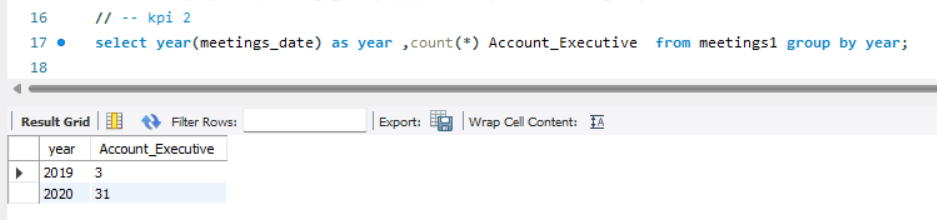 16 // -- kpi 2
17 select year(meetings_date) as year ,count(*) Account_Executive from meetings1 group by year;
18
Result Grid Filter Rows: Export: Wrap Cell Content:
year Account_Executive
2019 3
2020 31